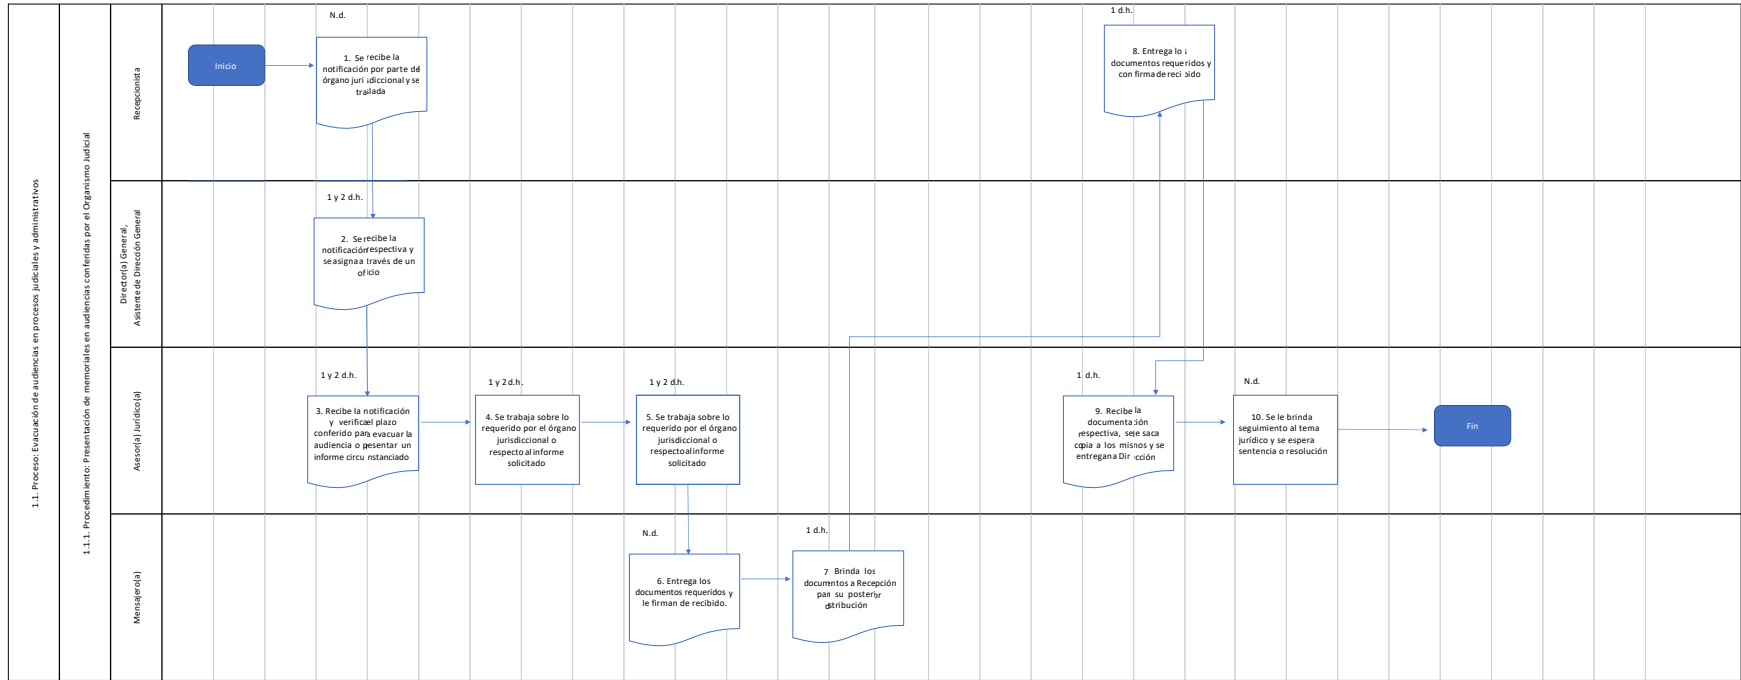 1.1. Proceso: Evacuación de audiencias en procesos judiciales y administrativos
1.1.1. Procedimiento: Presentación de memoriales en audiencias conferidas por el Organismo Judicial
Recepcionista
Inicio
N.d.
1. Se recibe la
notificación por parte del
órgano jurisdiccional y se
traslada
1 d.h.
8. Entrega los
documentos requeridos y
con firma de recibido
Director(a) General,
Asistente de Dirección General
1 y 2 d.h.
2. Se recibe la
notificación respectiva y
se asigna a través de un
oficio
Asesor(a) Jurídico(a)
1 y 2 d.h.
3. Recibe la notificación
y verifica el plazo
conferido para evacuar la
audiencia o presentar un
informe circunstanciado
1 y 2 d.h.
4. Se trabaja sobre lo
requerido por el órgano
jurisdiccional o
respecto al informe
solicitado
1 y 2 d.h.
5. Se trabaja sobre lo
requerido por el órgano
jurisdiccional o
respecto al informe
solicitado
1 d.h.
9. Recibe la
documentación
respectiva, se le saca
copia a los mismos y se
entregan a Dirección
N.d.
10. Se le brinda
seguimiento al tema
jurídico y se espera
sentencia o resolución
Fin
Mensajero(a)
N.d.
6. Entrega los
documentos requeridos y
le firman de recibido.
1 d.h.
7 Brinda los
documentos a Recepción
para su posterior
distribución